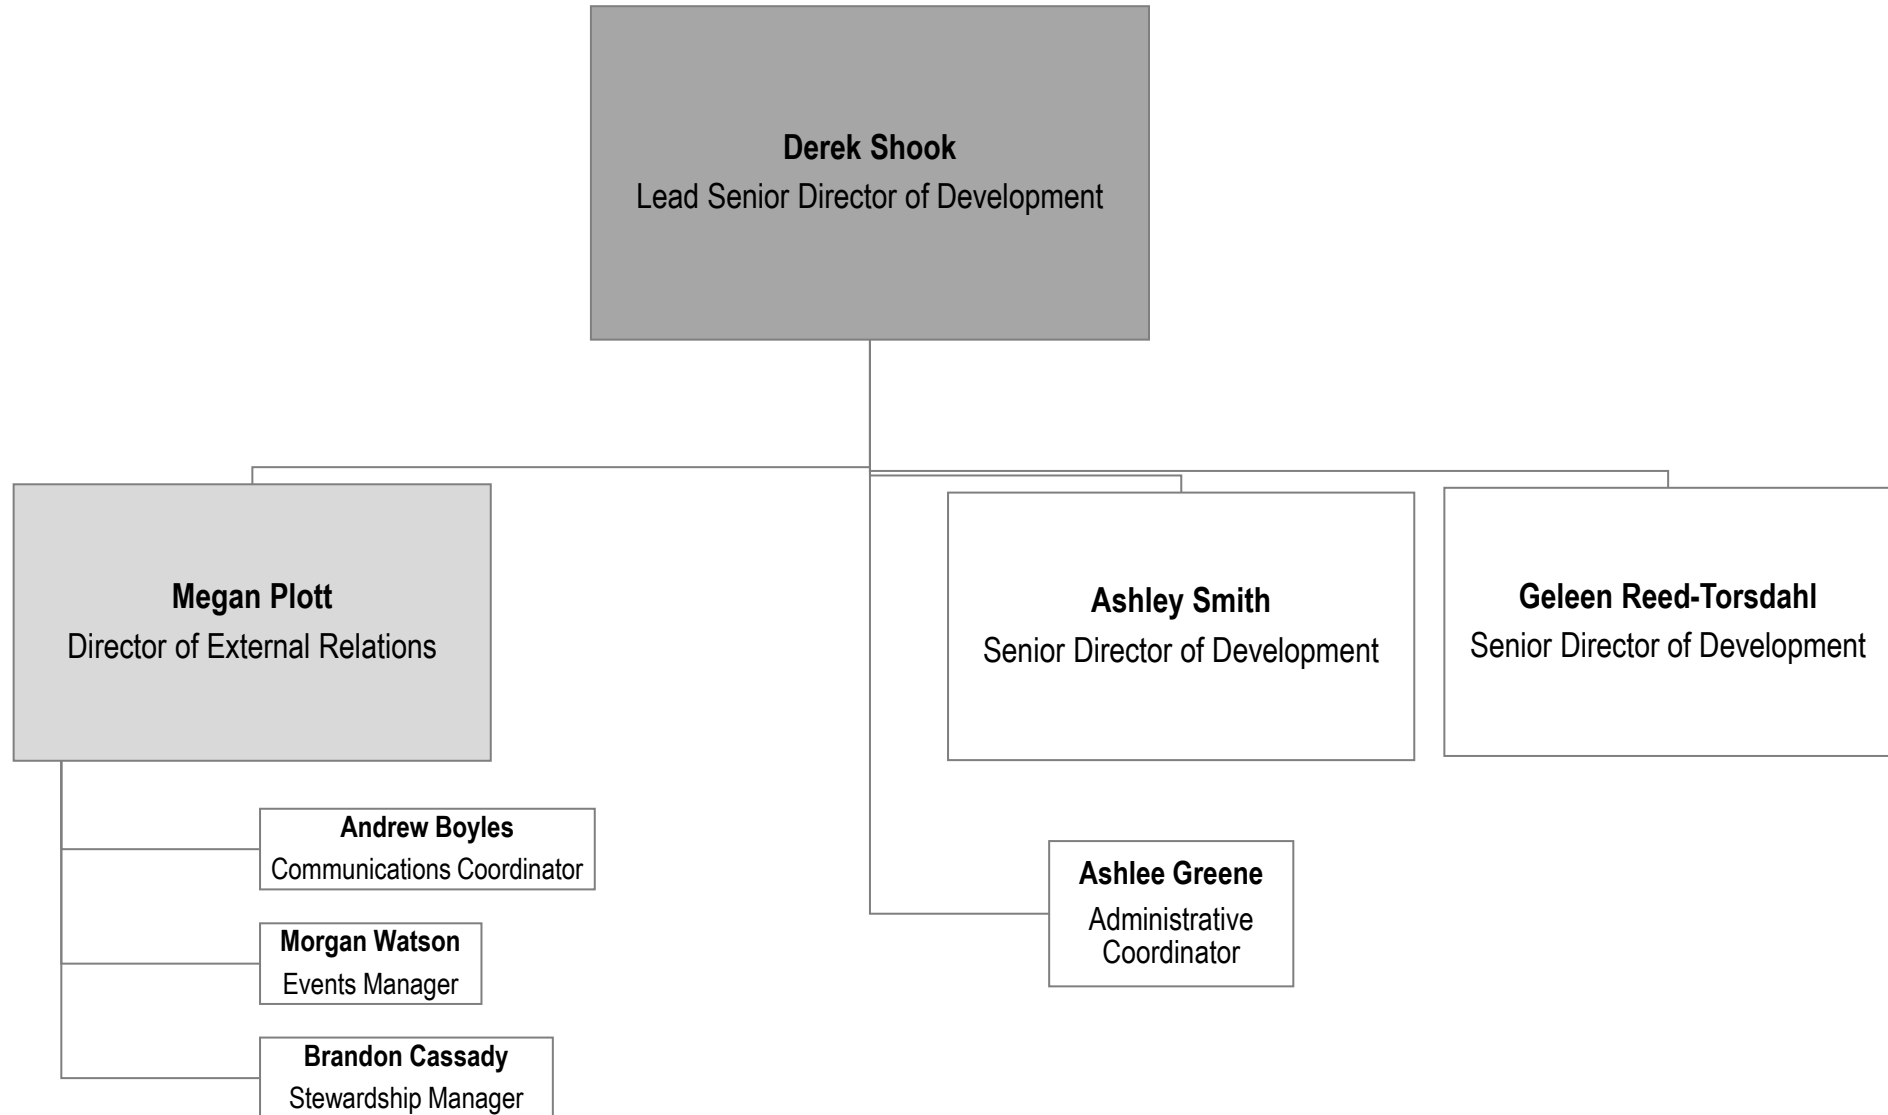 Derek Shook
Lead Senior Director of Development
Megan Plott
Director of External Relations
Ashley Smith
Senior Director of Development
Geleen Reed-Torsdahl
Senior Director of Development
Andrew Boyles
Communications Coordinator
Morgan Watson
Events Manager
Brandon Cassady
Stewardship Manager
Ashlee Greene
Administrative
Coordinator